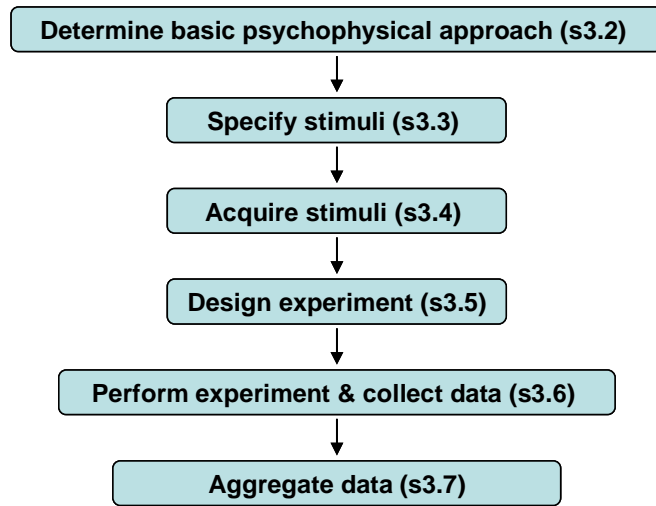 Determine basic psychophysical approach (s3.2)
Specify stimuli (s3.3)
Acquire stimuli (s3.4)
Design experiment (s3.5)
Perform experiment & collect data (s3.6)
Aggregate data (s3.7)